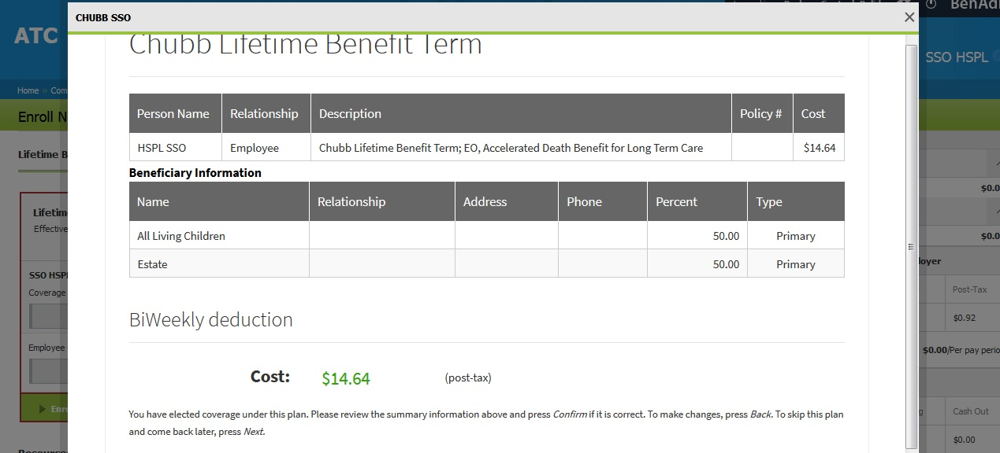 CHUBB SSO
BenAd
ATC
SSO HSPL
Home » Com
Enroll N
Lifetime B
Lifetim
Effective
SSO HSPL
Coverage
Employee
Enro
Chubb Lifetime Benefit Term
Person Name Relationship Description Policy # Cost
HSPL SSO Employee Chubb Lifetime Benefit Term; EO, Accelerated Death Benefit for Long Term Care $14.64
Beneficiary Information
Name Relationship Address Phone Percent Type
All Living Children 50.00 Primary
Estate 50.00 Primary
BiWeekly deduction
Cost: $14.64 (post-tax)
You have elected coverage under this plan. Please review the summary information above and press Confirm if it is correct. To make changes, press Back. To skip this plan
and come back later, press Next.
$0.0
$0.0
loyer
Post-Tax
$0.92
$0.00/Per pay perio
g Cash Out
$0.00